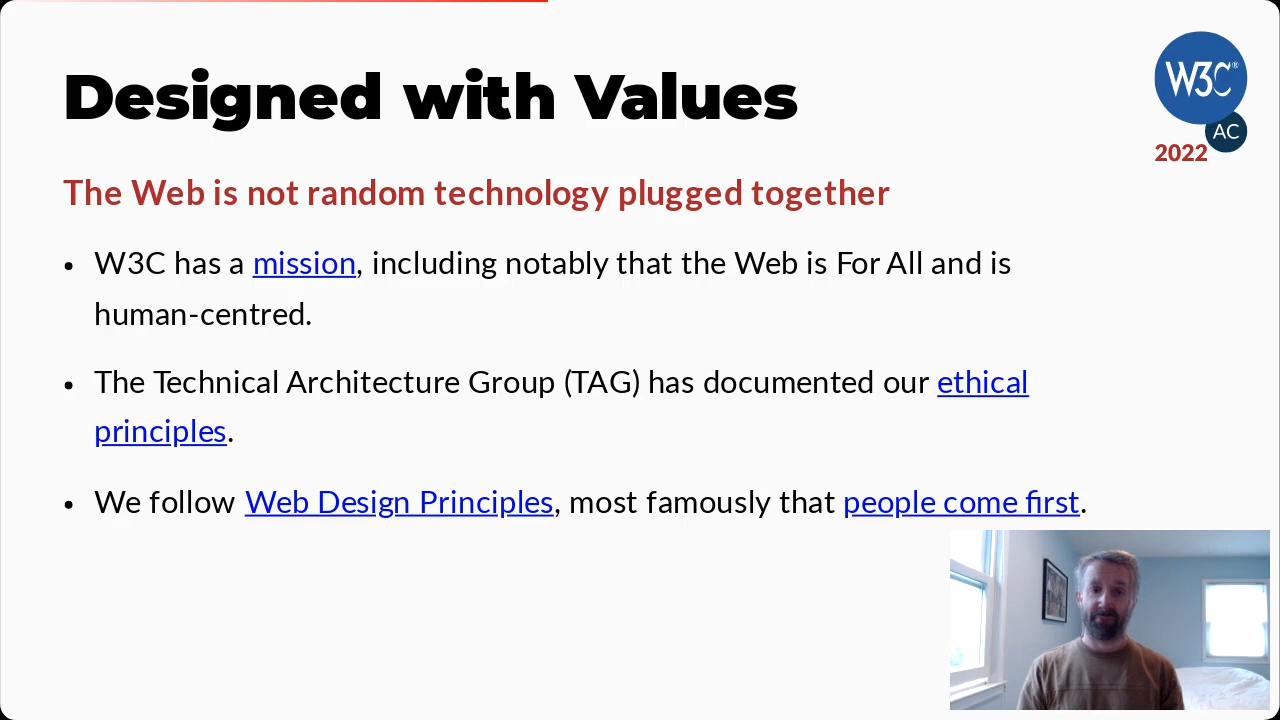 Designed with Values
W3C®
AC
2022
The Web is not random technology plugged together
• W3C has a mission, including notably that the Web is For All and is
human-centred.
• The Technical Architecture Group (TAG) has documented our ethical
principles.
• We follow Web Design Principles, most famously that people come first.